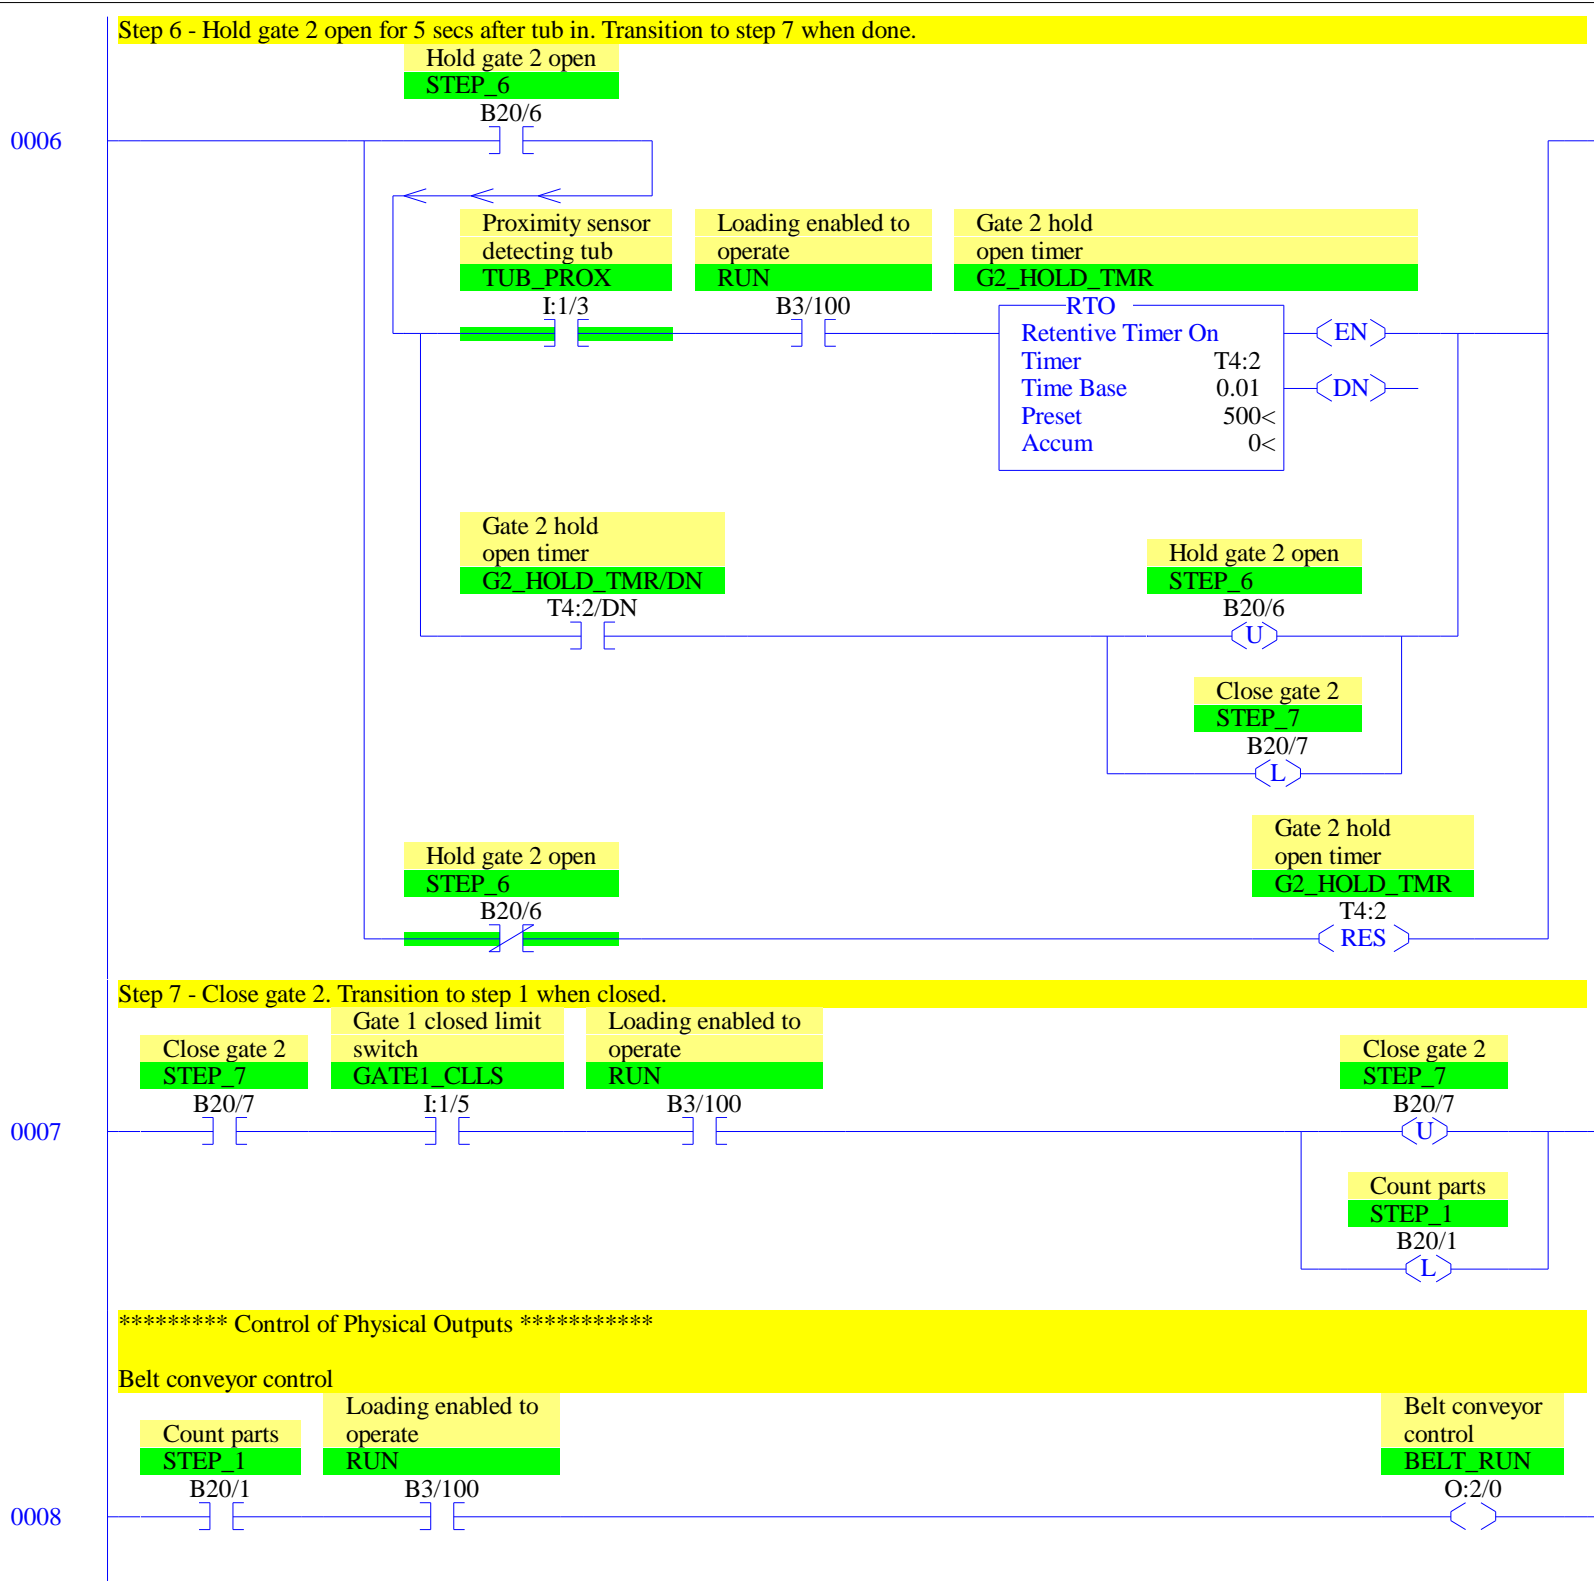 Step 6 - Hold gate 2 open for 5 secs after tub in. Transition to step 7 when done.
Hold gate 2 open
STEP_6
B20/6
0006
Proximity sensor
detecting tub
TUB_PROX
I:1/3
Loading enabled to
operate
RUN
B3/100
Gate 2 hold
open timer
G2_HOLD_TMR
RTO
Retentive Timer On
Timer T4:2
Time Base 0.01
Preset 500<
Accum 0<
EN
DN
Gate 2 hold
open timer
G2_HOLD_TMR/DN
T4:2/DN
Hold gate 2 open
STEP_6
B20/6
U
Close gate 2
STEP_7
B20/7
L
Hold gate 2 open
STEP_6
B20/6
Gate 2 hold
open timer
G2_HOLD_TMR
T4:2
RES
Step 7 - Close gate 2. Transition to step 1 when closed.
0007
Close gate 2
STEP_7
B20/7
Gate 1 closed limit
switch
GATE1_CLLS
I:1/5
Loading enabled to
operate
RUN
B3/100
Close gate 2
STEP_7
B20/7
U
Count parts
STEP_1
B20/1
L
********* Control of Physical Outputs ***********
Belt conveyor control
0008
Count parts
STEP_1
B20/1
Loading enabled to
operate
RUN
B3/100
Belt conveyor
control
BELT_RUN
O:2/0